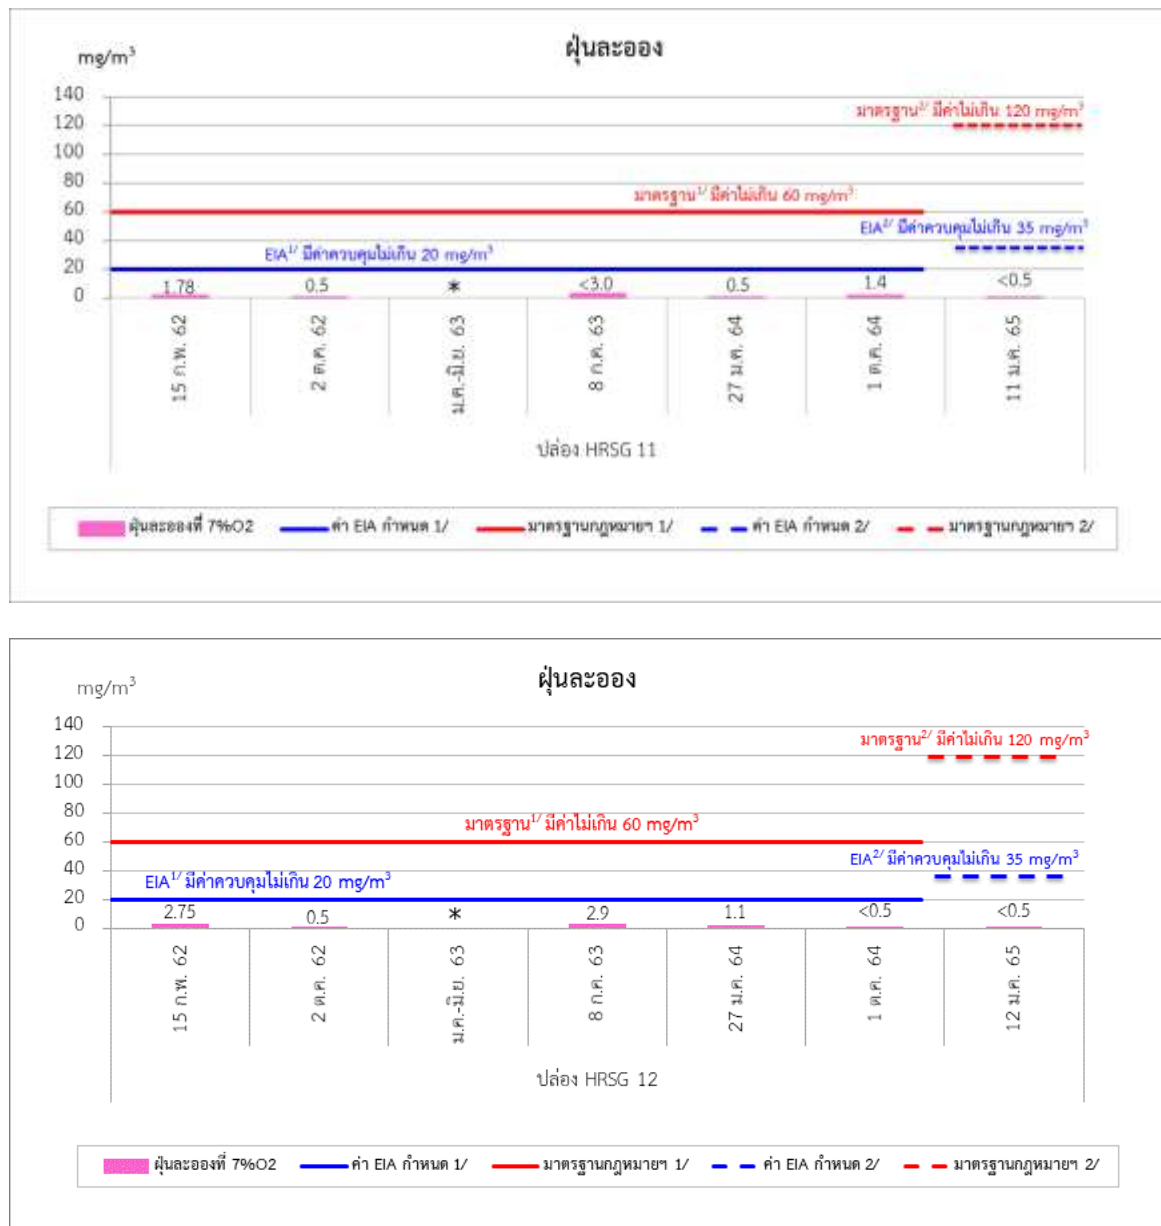 ฝุ่นละออง
mg/m³
140
120
100
80
60
40
20
0
มาตรฐาน²/ มีค่าไม่เกิน 120 mg/m³
มาตรฐาน¹/ มีค่าไม่เกิน 60 mg/m³
EIA²/ มีค่าควบคุมไม่เกิน 35 mg/m³
EIA¹/ มีค่าควบคุมไม่เกิน 20 mg/m³
1.78 0.5 * <3.0 0.5 1.4 <0.5
15 ก.พ. 62
2 ต.ค. 62
ม.ค.-มิ.ย. 63
8 ก.ค. 63
27 ม.ค. 64
1 ต.ค. 64
11 ม.ค. 65
ปล่อง HRSG 11
ฝุ่นละอองที่ 7%O2 ค่า EIA กำหนด 1/ มาตรฐานกฎหมายฯ 1/ ค่า EIA กำหนด 2/ มาตรฐานกฎหมายฯ 2/
ฝุ่นละออง
mg/m³
140
120
100
80
60
40
20
0
มาตรฐาน²/ มีค่าไม่เกิน 120 mg/m³
มาตรฐาน¹/ มีค่าไม่เกิน 60 mg/m³
EIA²/ มีค่าควบคุมไม่เกิน 35 mg/m³
EIA¹/ มีค่าควบคุมไม่เกิน 20 mg/m³
2.75 0.5 * 2.9 1.1 <0.5 <0.5
15 ก.พ. 62
2 ต.ค. 62
ม.ค.-มิ.ย. 63
8 ก.ค. 63
27 ม.ค. 64
1 ต.ค. 64
12 ม.ค. 65
ปล่อง HRSG 12
ฝุ่นละอองที่ 7%O2 ค่า EIA กำหนด 1/ มาตรฐานกฎหมายฯ 1/ ค่า EIA กำหนด 2/ มาตรฐานกฎหมายฯ 2/